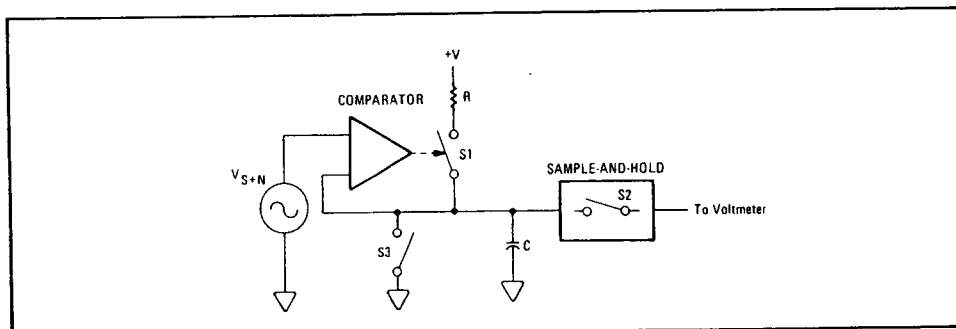 +V
R
COMPARATOR
S1
V S+N
SAMPLE-AND-HOLD
S2
To Voltmeter
S3
C